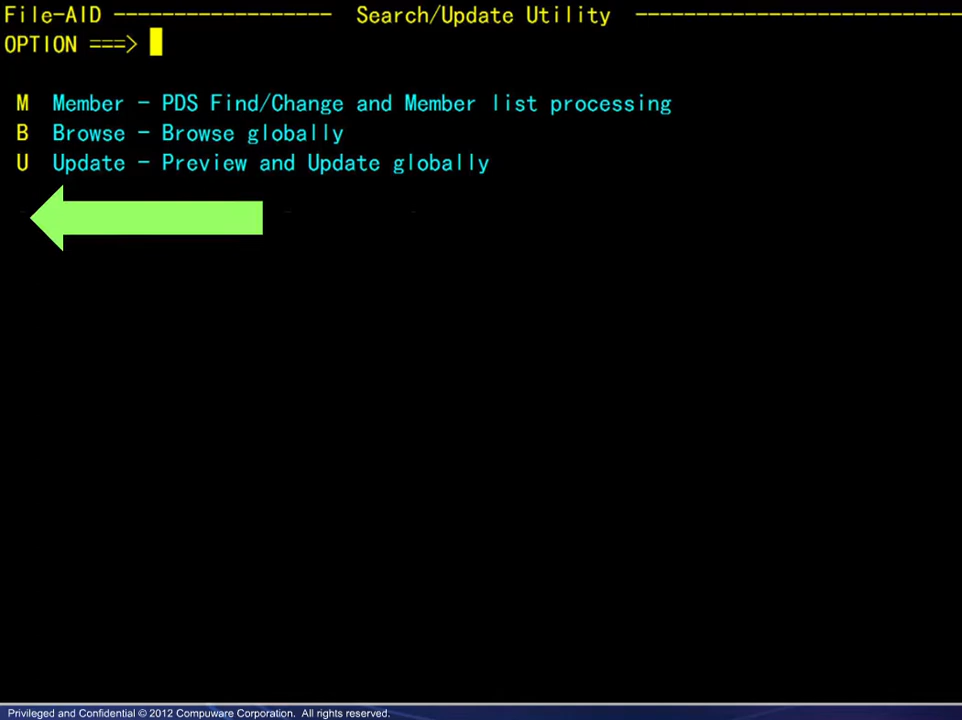 File-AID ------------------ Search/Update Utility ---------------------------
OPTION ===>
M Member - PDS Find/Change and Member list processing
B Browse - Browse globally
U Update - Preview and Update globally
Privileged and Confidential © 2012 Compuware Corporation. All rights reserved.